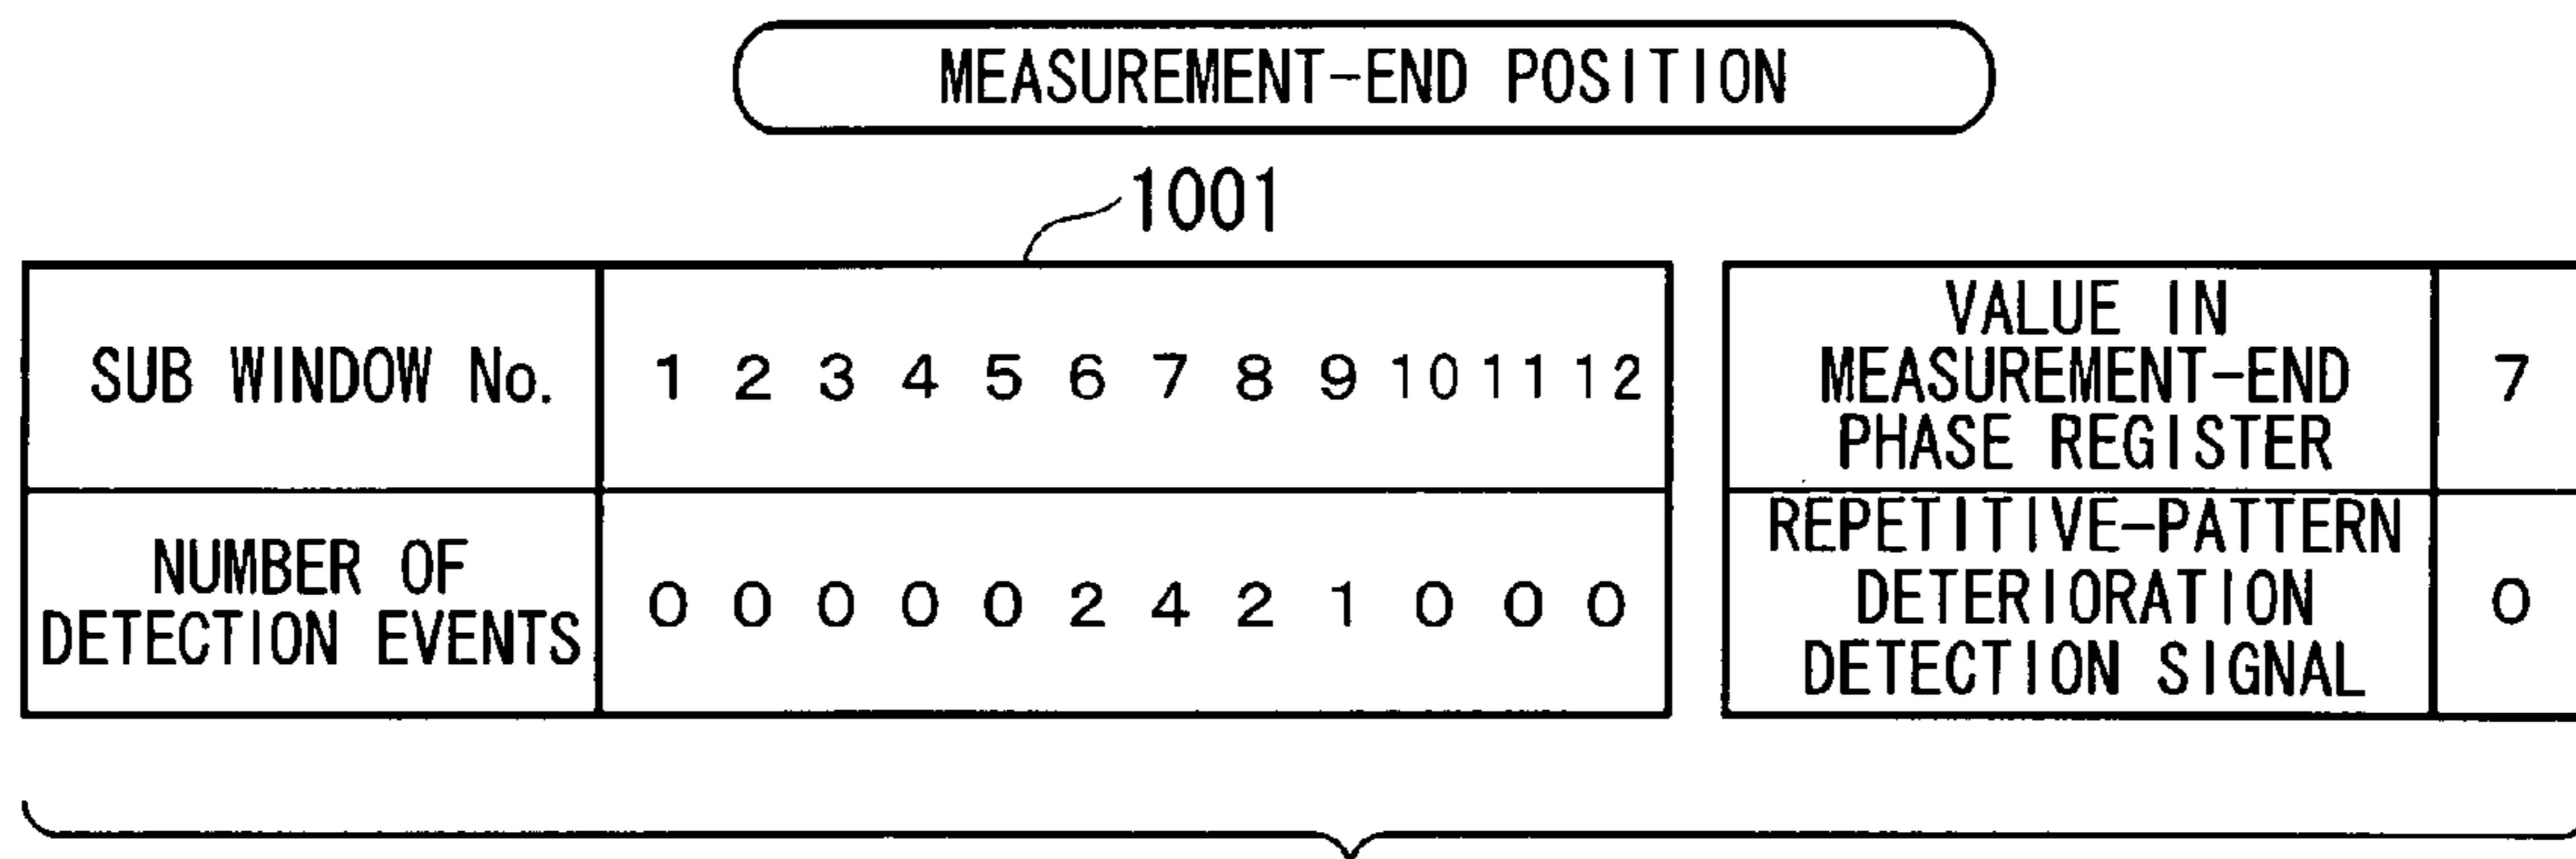 MEASUREMENT-END POSITION
1001
SUB WINDOW No. 1 2 3 4 5 6 7 8 9 10 11 12
NUMBER OF
DETECTION EVENTS
0 0 0 0 0 2 4 2 1 0 0 0
VALUE IN
MEASUREMENT-END
PHASE REGISTER
7
REPETITIVE-PATTERN
DETERIORATION
DETECTION SIGNAL
0